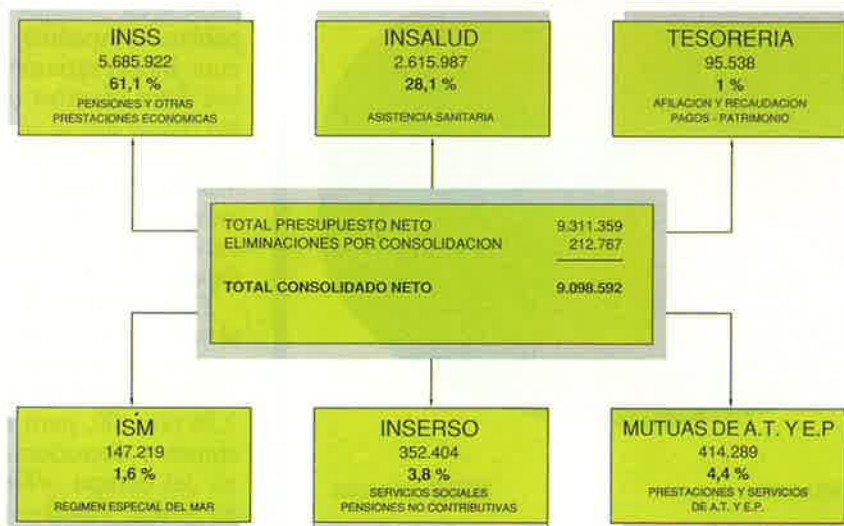 INSS
5.685.922
61,1 %
PENSIONES Y OTRAS
PRESTACIONES ECONOMICAS
INSALUD
2.615.987
28,1 %
ASISTENCIA SANITARIA
TESORERIA
95.538
1 %
AFILACION Y RECAUDACION
PAGOS - PATRIMONIO
TOTAL PRESUPUESTO NETO 9.311.359
ELIMINACIONES POR CONSOLIDACION 212.767
TOTAL CONSOLIDADO NETO 9.098.592
ISM
147.219
1,6 %
REGIMEN ESPECIAL DEL MAR
INSERSO
352.404
3,8 %
SERVICIOS SOCIALES
PENSIONES NO CONTRIBUTIVAS
MUTUAS DE A.T. Y E.P
414.289
4,4 %
PRESTACIONES Y SERVICIOS
DE A.T. Y E.P.